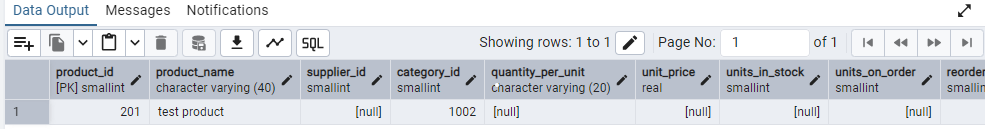 Data Output Messages Notifications
SQL Showing rows: 1 to 1 Page No: 1 of 1
product_id product_name supplier_id category_id quantity_per_unit unit_price units_in_stock units_on_order reorder
[PK] smallint character varying (40) smallint smallint character varying (20) real smallint smallint smallin
1 201 test product [null] 1002 [null] [null] [null] [null]